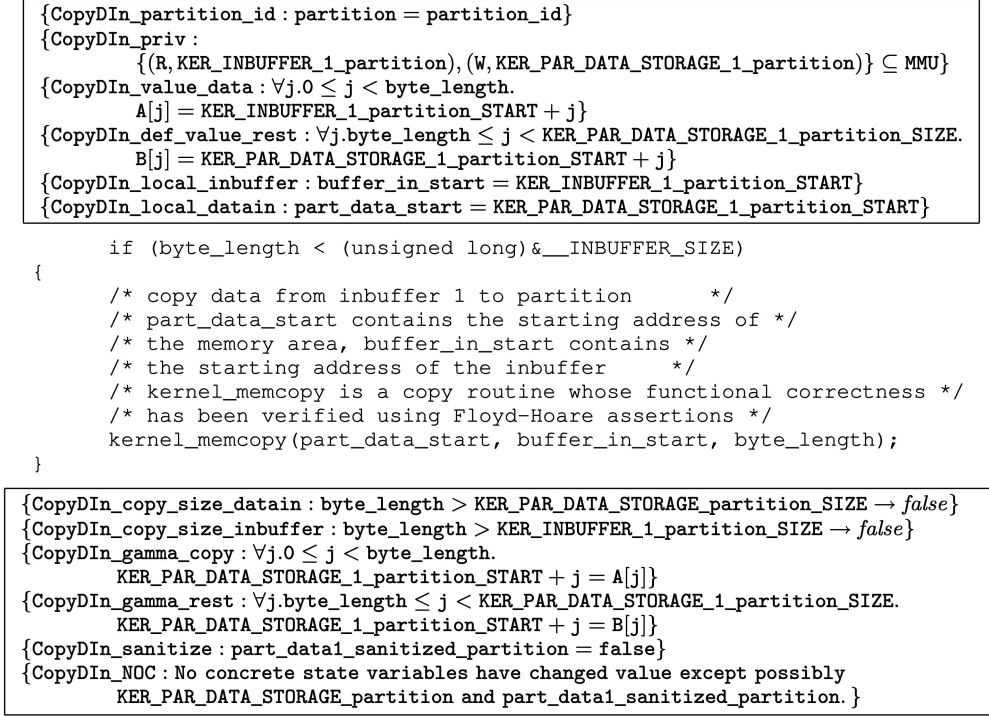 {CopyDIn_partition_id : partition = partition_id}
{CopyDIn_priv :
{(R, KER_INBUFFER_1_partition), (W, KER_PAR_DATA_STORAGE_1_partition)} ⊆ MMU}
{CopyDIn_value_data : ∀j.0 ≤ j < byte_length.
A[j] = KER_INBUFFER_1_partition_START + j}
{CopyDIn_def_value_rest : ∀j.byte_length ≤ j < KER_PAR_DATA_STORAGE_1_partition_SIZE.
B[j] = KER_PAR_DATA_STORAGE_1_partition_START + j}
{CopyDIn_local_inbuffer : buffer_in_start = KER_INBUFFER_1_partition_START}
{CopyDIn_local_datain : part_data_start = KER_PAR_DATA_STORAGE_1_partition_START}
if (byte_length < (unsigned long)&__INBUFFER_SIZE)
{
/* copy data from inbuffer 1 to partition */
/* part_data_start contains the starting address of */
/* the memory area, buffer_in_start contains */
/* the starting address of the inbuffer */
/* kernel_memcopy is a copy routine whose functional correctness */
/* has been verified using Floyd-Hoare assertions */
kernel_memcopy(part_data_start, buffer_in_start, byte_length);
}
{CopyDIn_copy_size_datain : byte_length > KER_PAR_DATA_STORAGE_partition_SIZE → false}
{CopyDIn_copy_size_inbuffer : byte_length > KER_INBUFFER_1_partition_SIZE → false}
{CopyDIn_gamma_copy : ∀j.0 ≤ j < byte_length.
KER_PAR_DATA_STORAGE_1_partition_START + j = A[j]}
{CopyDIn_gamma_rest : ∀j.byte_length ≤ j < KER_PAR_DATA_STORAGE_1_partition_SIZE.
KER_PAR_DATA_STORAGE_1_partition_START + j = B[j]}
{CopyDIn_sanitize : part_data1_sanitized_partition = false}
{CopyDIn_NOC : No concrete state variables have changed value except possibly
KER_PAR_DATA_STORAGE_partition and part_data1_sanitized_partition. }